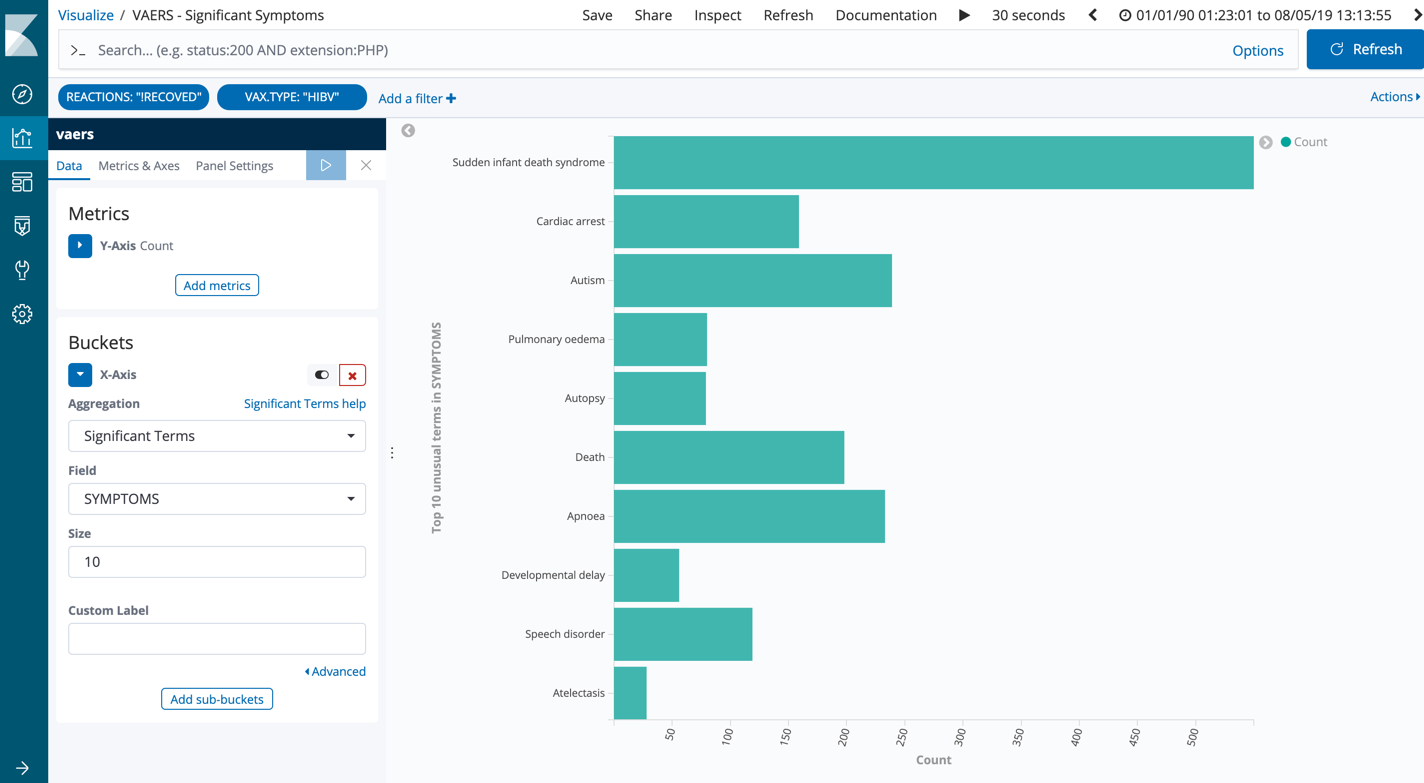 Visualize / VAERS - Significant Symptoms
Save Share Inspect Refresh Documentation 30 seconds 01/01/90 01:23:01 to 08/05/19 13:13:55
>_ Search... (e.g. status:200 AND extension:PHP)
Options
Refresh
REACTIONS: "!RECOVED" VAX.TYPE: "HIBV" Add a filter +
Actions
vaers
Data Metrics & Axes Panel Settings
Metrics
Y-Axis Count
Add metrics
Buckets
X-Axis
Aggregation Significant Terms help
Significant Terms
Field
SYMPTOMS
Size
10
Custom Label
Advanced
Add sub-buckets
Top 10 unusual terms in SYMPTOMS
Sudden infant death syndrome
Cardiac arrest
Autism
Pulmonary oedema
Autopsy
Death
Apnoea
Developmental delay
Speech disorder
Atelectasis
50 100 150 200 250 300 350 400 450 500
Count
Count